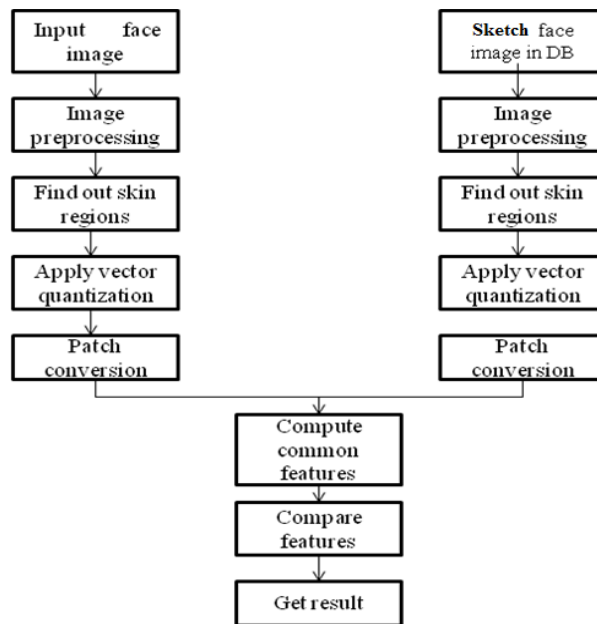 Input face
image
Image
preprocessing
Find out skin
regions
Apply vector
quantization
Patch
conversion
Sketch face
image in DB
Image
preprocessing
Find out skin
regions
Apply vector
quantization
Patch
conversion
Compute
common
features
Compare
features
Get result